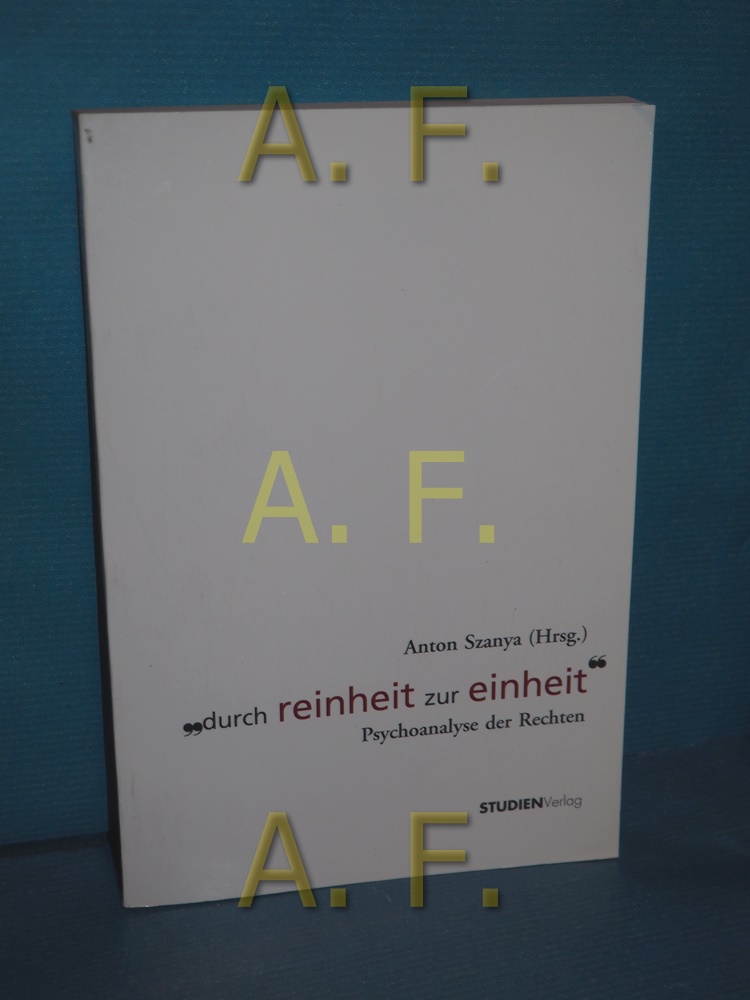 A. F.
A. F.
Anton Szanya (Hrsg.)
„durch reinheit zur einheit“
Psychoanalyse der Rechten
STUDIENVerlag
A. F.